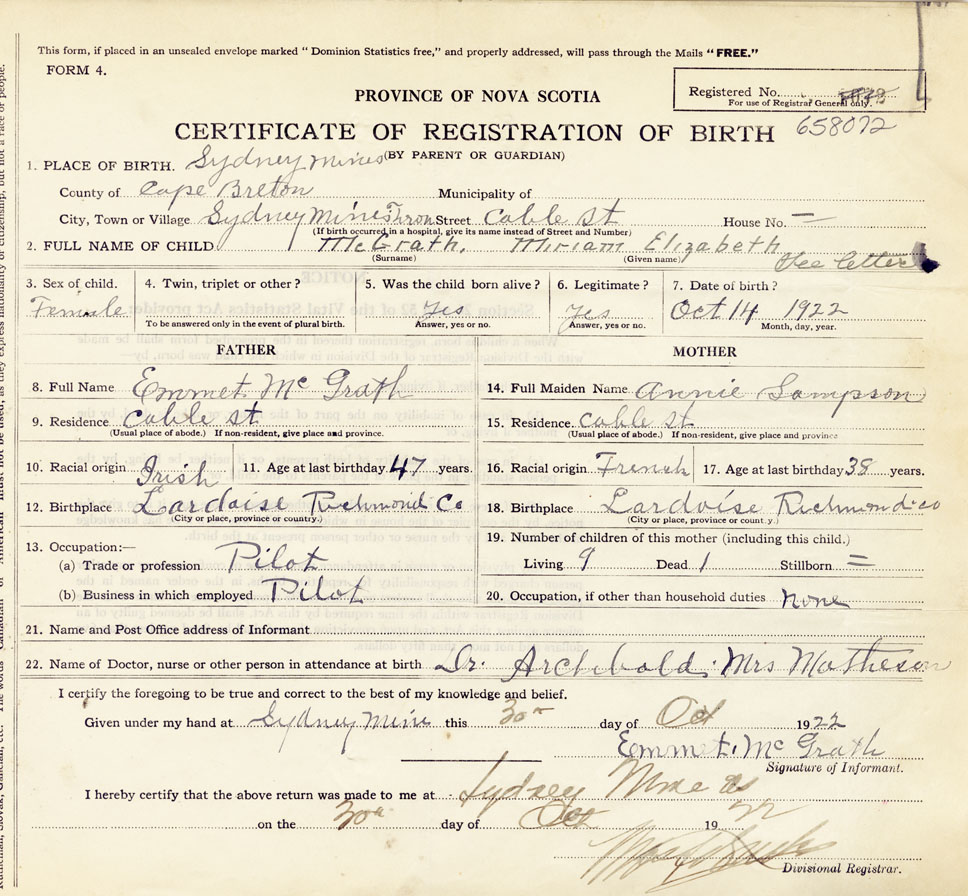 This form, if placed in an unsealed envelope marked "Dominion Statistics free," and properly addressed, will pass through the Mails "FREE."
FORM 4.
PROVINCE OF NOVA SCOTIA
Registered No.
For use of Registrar General only.
658072
CERTIFICATE OF REGISTRATION OF BIRTH
(BY PARENT OR GUARDIAN)
1. PLACE OF BIRTH. Sydney Mines
County of Cape Breton Municipality of
City, Town or Village Sydney Mines Street Cable St House No. —
(If birth occurred in a hospital, give its name instead of Street and Number)
2. FULL NAME OF CHILD McGrath, Miriam Elizabeth
(Surname) (Given name) See letter
3. Sex of child. 4. Twin, triplet or other? 5. Was the child born alive? 6. Legitimate? 7. Date of birth?
Female Yes Yes Oct 14 1922
To be answered only in the event of plural birth. Answer, yes or no. Answer, yes or no. Month, day, year.
FATHER MOTHER
8. Full Name Emmet McGrath 14. Full Maiden Name Annie Sampson
9. Residence Cable st 15. Residence. Cable st
(Usual place of abode.) If non-resident, give place and province. (Usual place of abode.) If non-resident, give place and province
10. Racial origin Irish 11. Age at last birthday 47 years. 16. Racial origin French 17. Age at last birthday 38 years.
12. Birthplace Lardoise Richmond Co 18. Birthplace Lardoise Richmond co
(City or place, province or country.) (City or place, province or country.)
13. Occupation:— 19. Number of children of this mother (including this child.)
(a) Trade or profession Pilot Living 9 Dead 1 Stillborn =
(b) Business in which employed Pilot 20. Occupation, if other than household duties None
21. Name and Post Office address of Informant
22. Name of Doctor, nurse or other person in attendance at birth Dr. Archibald. Mrs Matheson
I certify the foregoing to be true and correct to the best of my knowledge and belief.
Given under my hand at Sydney Mines this 30th day of Oct 1922
Emmet McGrath
Signature of Informant.
I hereby certify that the above return was made to me at Sydney Mines
on the 30th day of Oct 1922
Divisional Registrar.